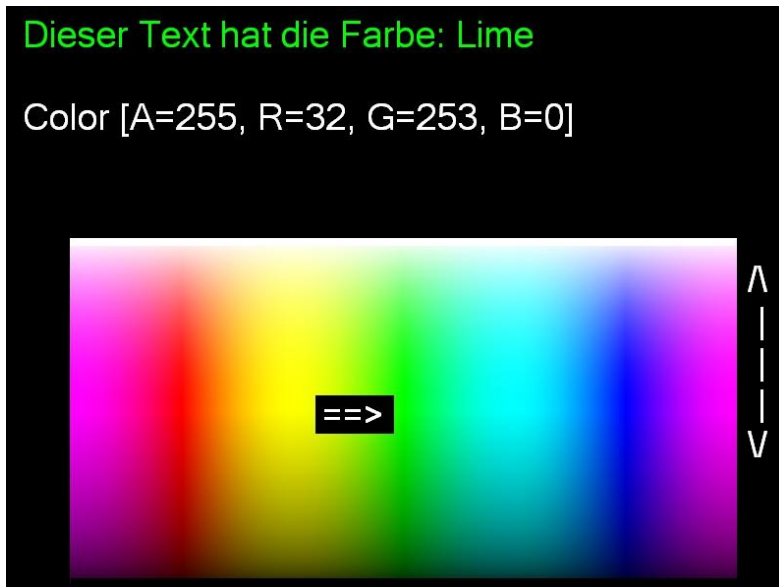 Dieser Text hat die Farbe: Lime
Color [A=255, R=32, G=253, B=0]
==>